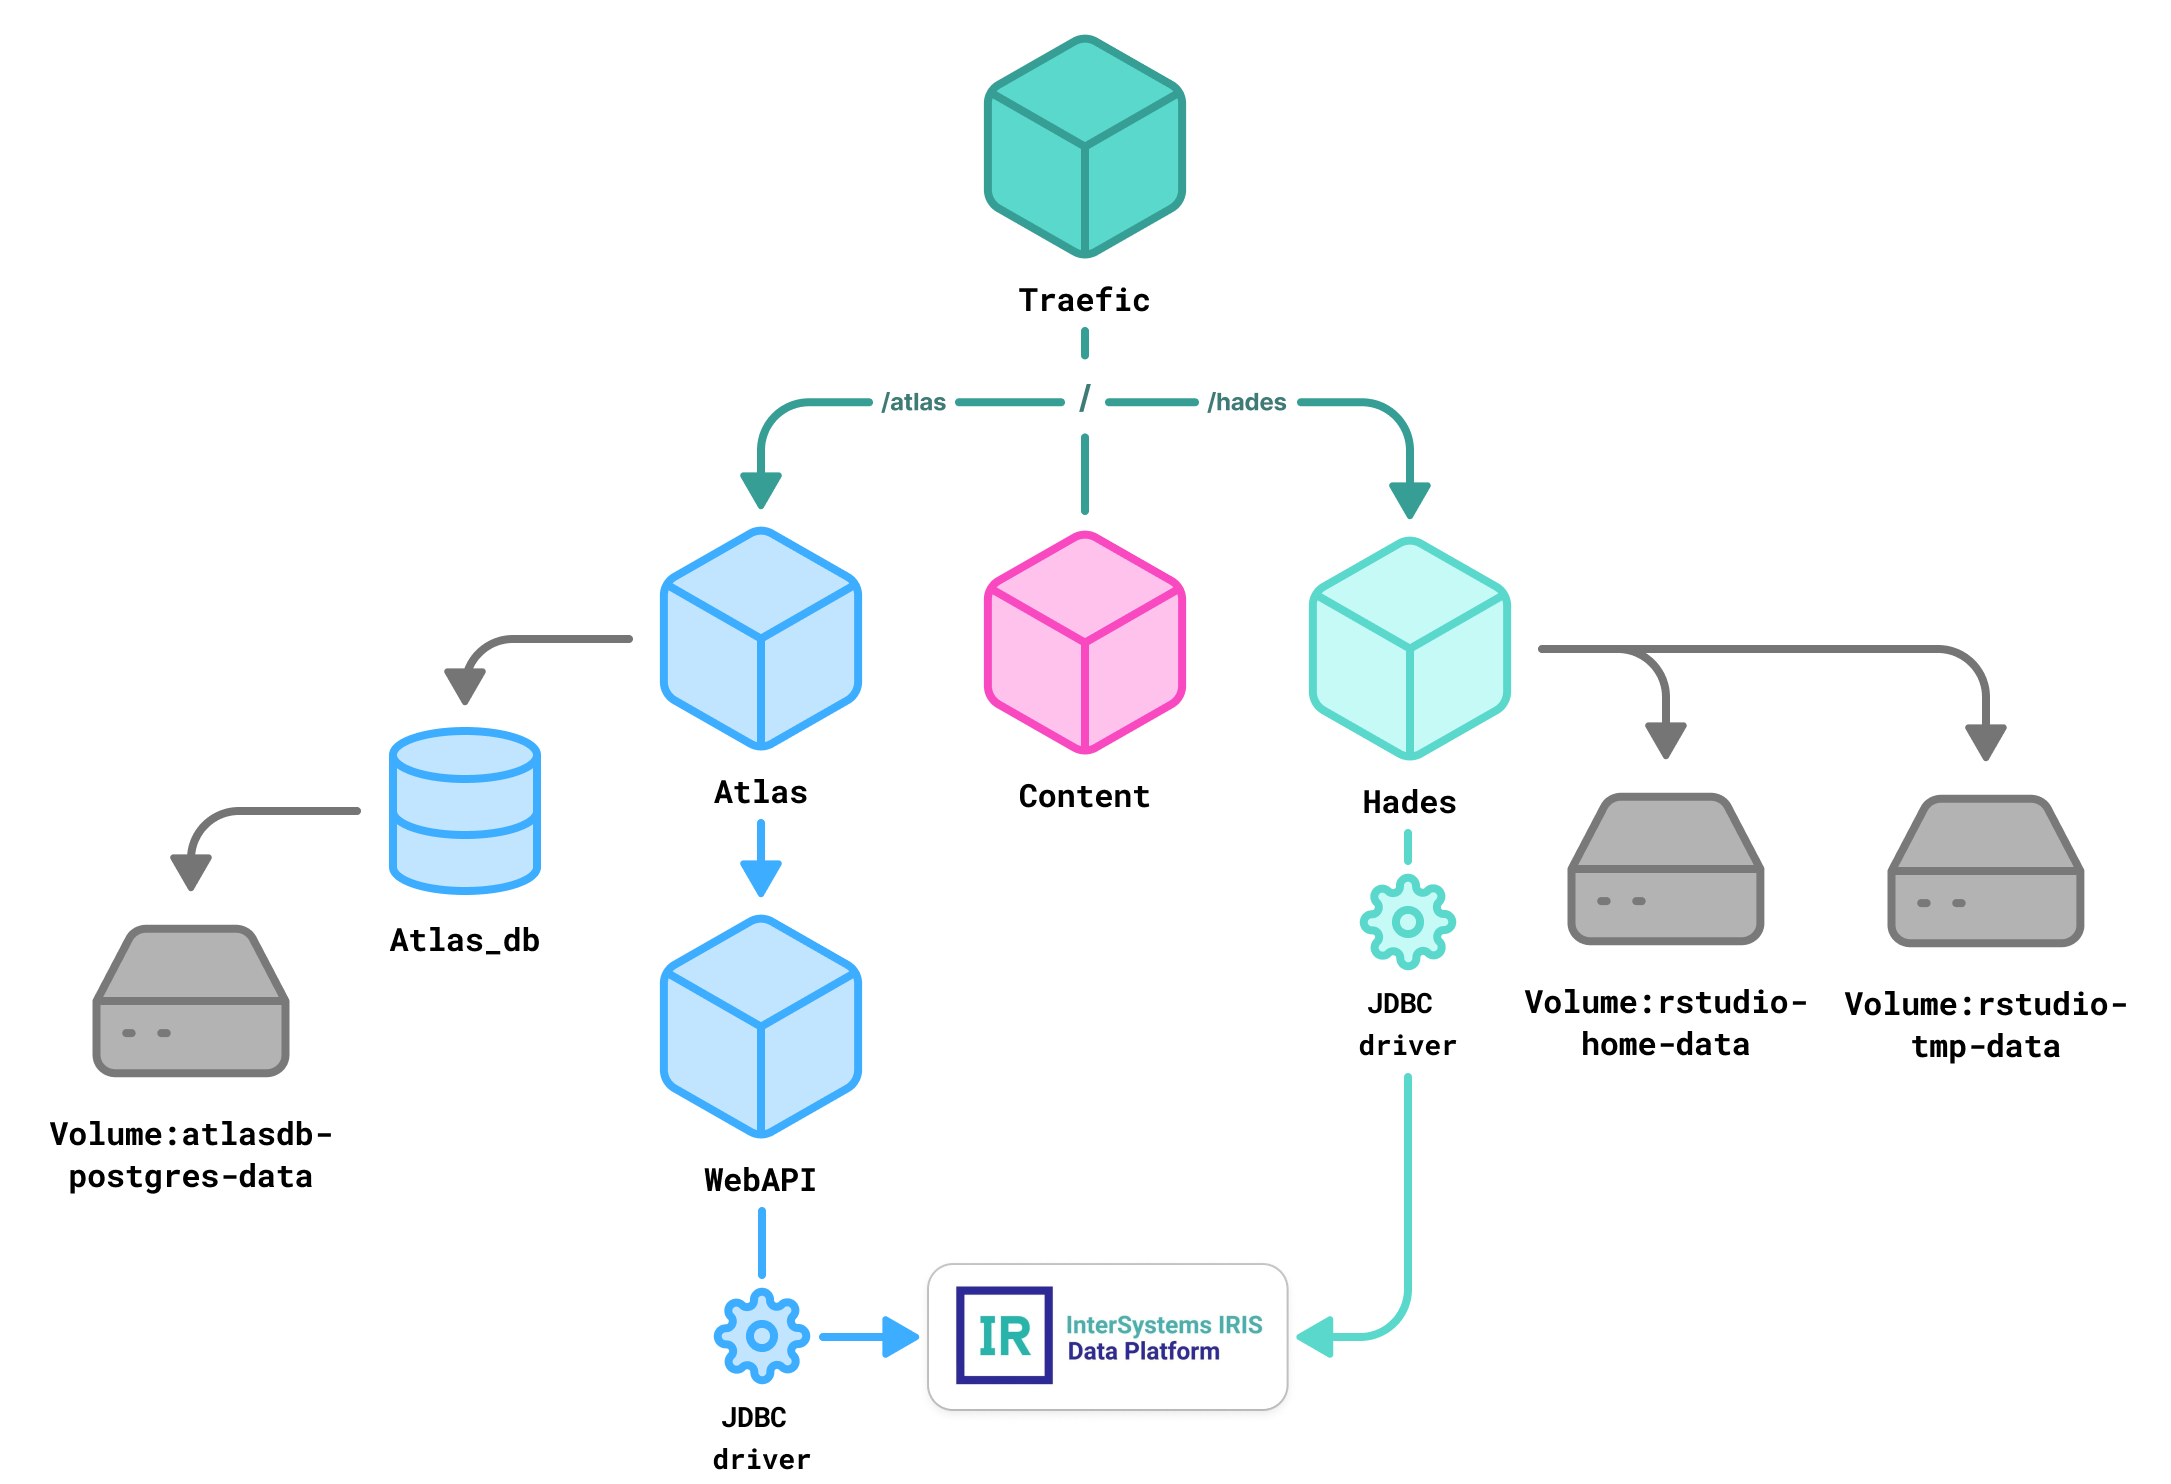 Traefic
/atlas
/
/hades
Atlas
Content
Hades
Atlas_db
JDBC
driver
Volume:rstudio-
home-data
Volume:rstudio-
tmp-data
Volume:atlasdb-
postgres-data
WebAPI
JDBC
driver
IR
InterSystems IRIS
Data Platform